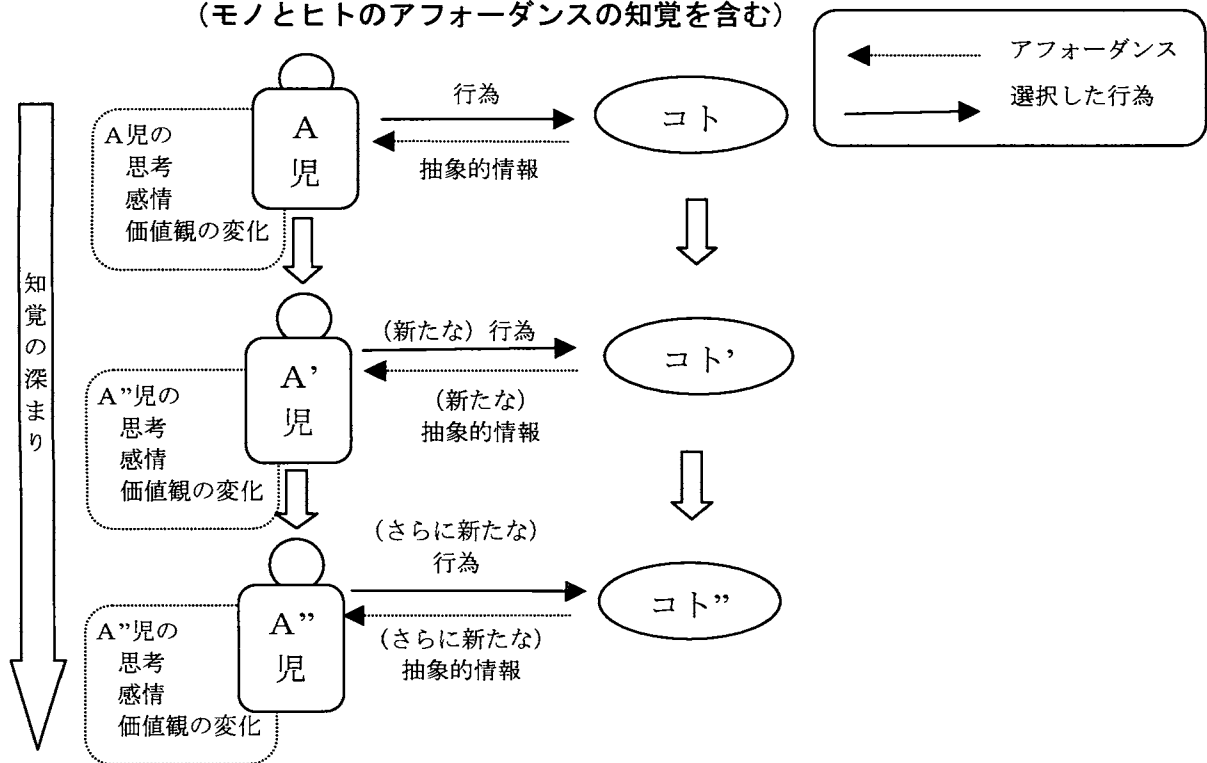 (モノとヒトのアフォーダンスの知覚を含む)
アフォーダンス
選択した行為
知覚の深まり
A児の
思考
感情
価値観の変化
A
児
行為
抽象的情報
コト
A”児の
思考
感情
価値観の変化
A’
児
(新たな)行為
(新たな)
抽象的情報
コト’
A”児の
思考
感情
価値観の変化
A”
児
(さらに新たな)
行為
(さらに新たな)
抽象的情報
コト”